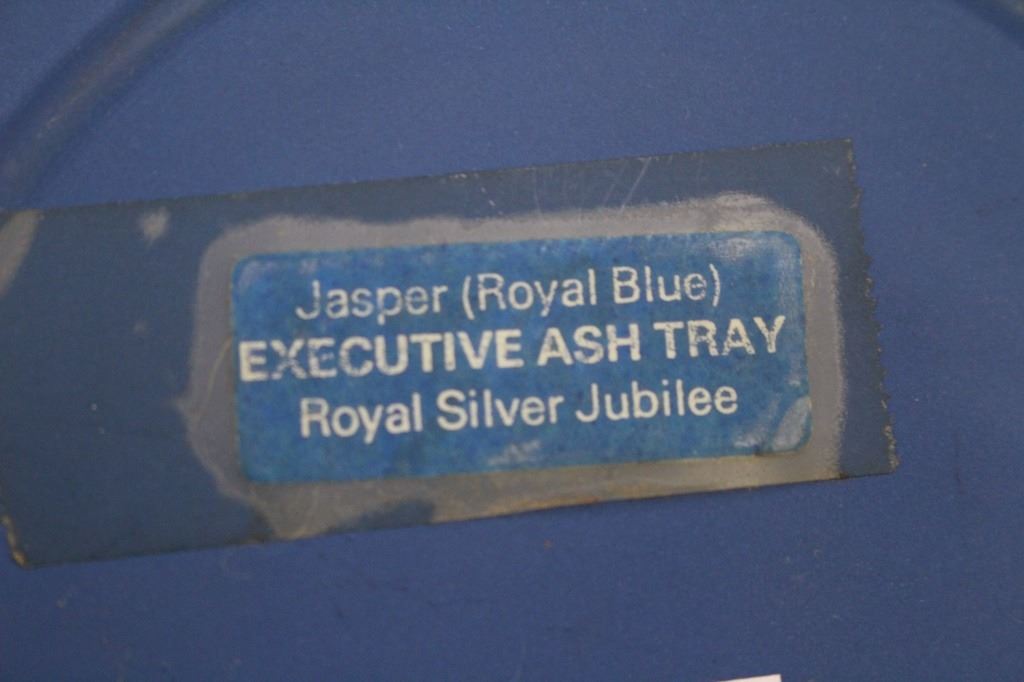 Jasper (Royal Blue)
EXECUTIVE ASH TRAY
Royal Silver Jubilee